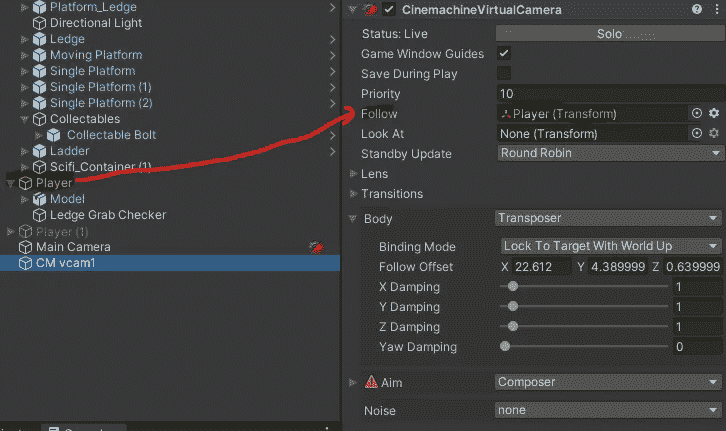 Platform_Ledge
Directional Light
Ledge
Moving Platform
Single Platform
Single Platform (1)
Single Platform (2)
Collectables
Collectable Bolt
Ladder
Scifi_Container (1)
Player
Model
Ledge Grab Checker
Player (1)
Main Camera
CM vcam1
CinemachineVirtualCamera
Status: Live Solo
Game Window Guides
Save During Play
Priority 10
Follow Player (Transform)
Look At None (Transform)
Standby Update Round Robin
Lens
Transitions
Body Transposer
Binding Mode Lock To Target With World Up
Follow Offset X 22.612 Y 4.389999 Z 0.639999
X Damping 1
Y Damping 1
Z Damping 1
Yaw Damping 0
Aim Composer
Noise none